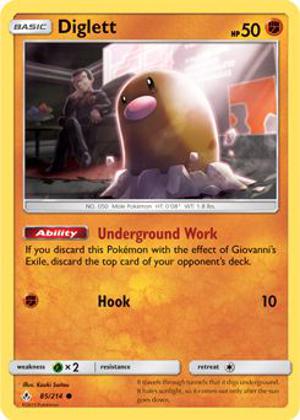 BASIC Diglett HP50
NO. 050 Mole Pokémon HT: 0'08" WT: 1.8 lbs.
Ability Underground Work
If you discard this Pokémon with the effect of Giovanni's
Exile, discard the top card of your opponent's deck.
Hook 10
weakness ×2 resistance retreat
Illus. Kouki Saitou
85/214
©2019 Pokémon
It travels through tunnels that it digs underground.
It hates sunlight, so it comes out only after the sun
goes down.